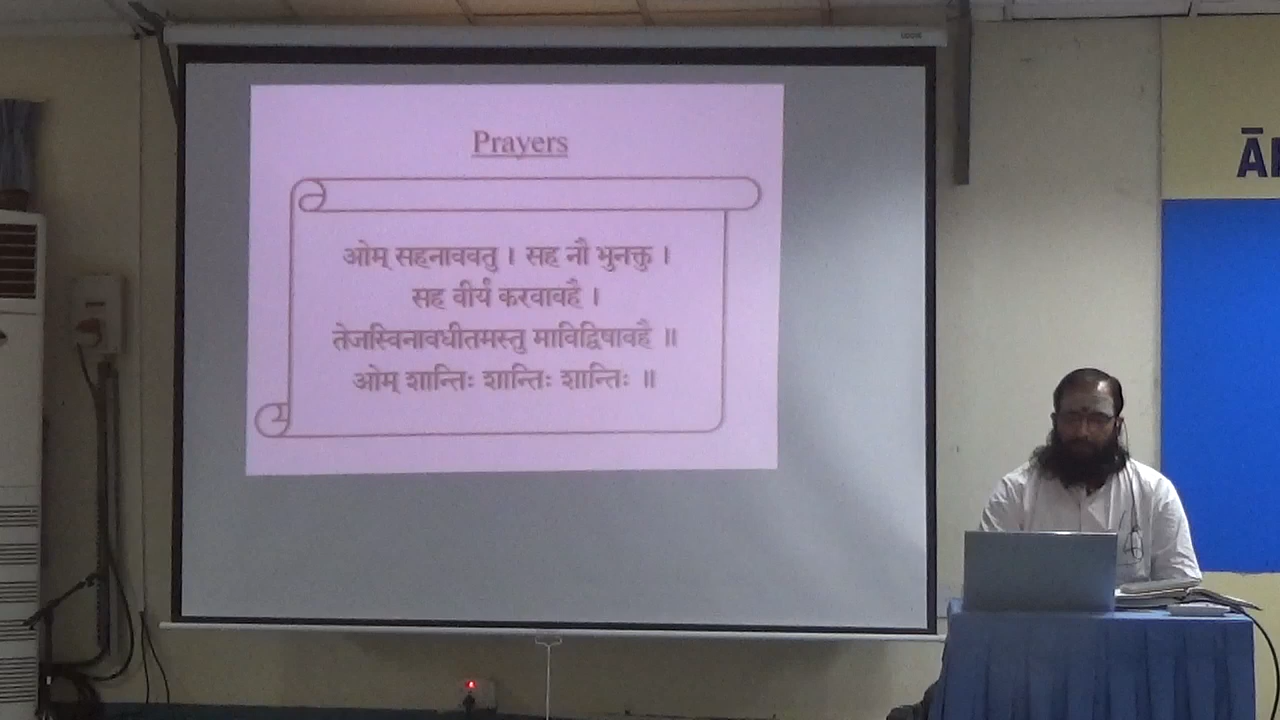 Prayers
ओम् सहनाववतु । सह नौ भुनक्तु ।
सह वीर्यं करवावहै ।
तेजस्विनावधीतमस्तु माविद्विषावहै ॥
ओम् शान्तिः शान्तिः शान्तिः ॥